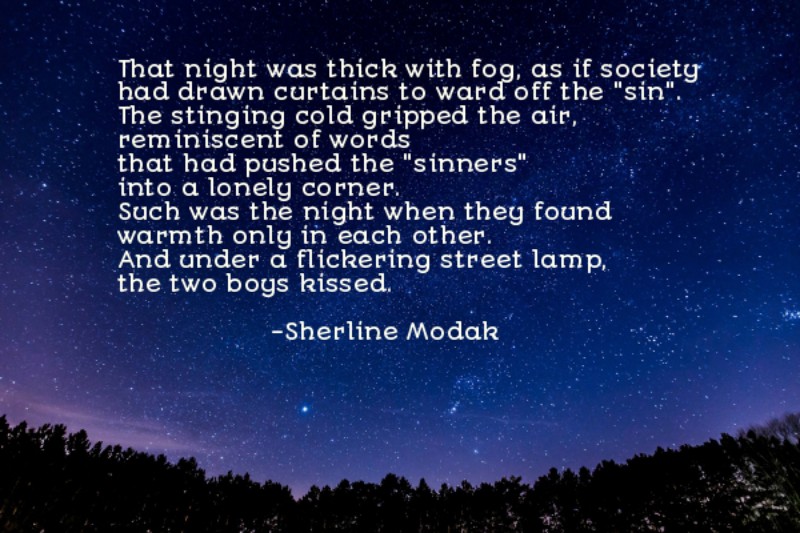 That night was thick with fog, as if society
had drawn curtains to ward off the "sin".
The stinging cold gripped the air,
reminiscent of words
that had pushed the "sinners"
into a lonely corner.
Such was the night when they found
warmth only in each other.
And under a flickering street lamp,
the two boys kissed.
-Sherline Modak